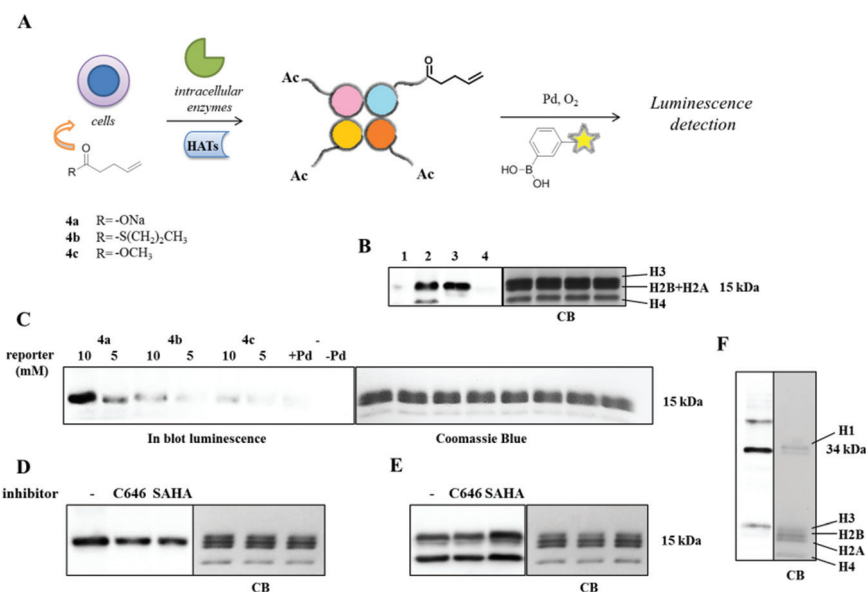 A
Ac
O
intracellular
enzymes
Pd, O₂
Luminescence
detection
cells
HATs
O
R
B
HO
OH
Ac
Ac
4a R= -ONa
4b R= -S(CH₂)₂CH₃
4c R= -OCH₃
B
1 2 3 4
H3
H2B+H2A 15 kDa
H4
CB
C
4a 4b 4c -
reporter 10 5 10 5 10 5 +Pd -Pd
(mM)
15 kDa
In blot luminescence Coomassie Blue
D
inhibitor - C646 SAHA
CB
E
- C646 SAHA
15 kDa
CB
F
H1
34 kDa
H3
H2B
H2A
H4
CB